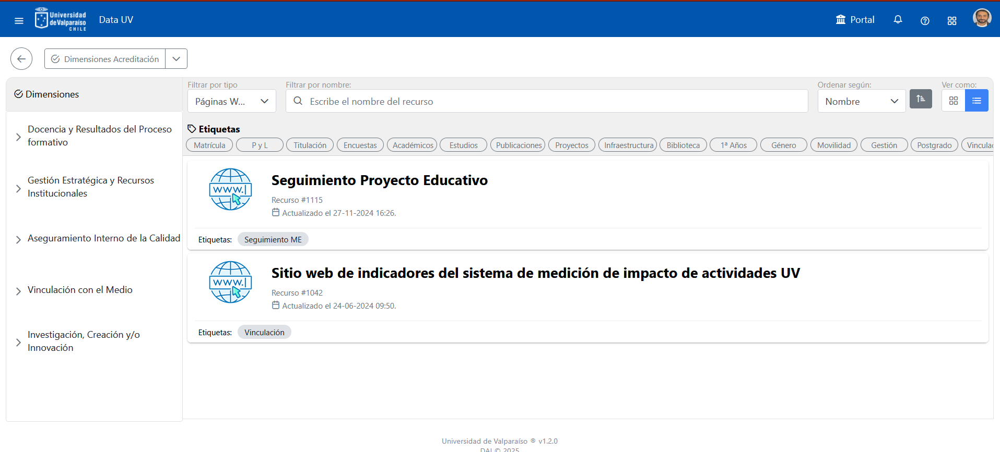 Universidad
de Valparaíso
CHILE
Data UV
Portal
Dimensiones Acreditación
Dimensiones
Docencia y Resultados del Proceso
formativo
Gestión Estratégica y Recursos
Institucionales
Aseguramiento Interno de la Calidad
Vinculación con el Medio
Investigación, Creación y/o
Innovación
Filtrar por tipo
Páginas W...
Filtrar por nombre:
Escribe el nombre del recurso
Ordenar según:
Nombre
Ver como:
Etiquetas
Matrícula P y L Titulación Encuestas Académicos Estudios Publicaciones Proyectos Infraestructura Biblioteca 1ª Años Género Movilidad Gestión Postgrado Vinculac
www.
Seguimiento Proyecto Educativo
Recurso #1115
Actualizado el 27-11-2024 16:26.
Etiquetas: Seguimiento ME
www.
Sitio web de indicadores del sistema de medición de impacto de actividades UV
Recurso #1042
Actualizado el 24-06-2024 09:50.
Etiquetas: Vinculación
Universidad de Valparaíso ® v1.2.0
DAI © 2025